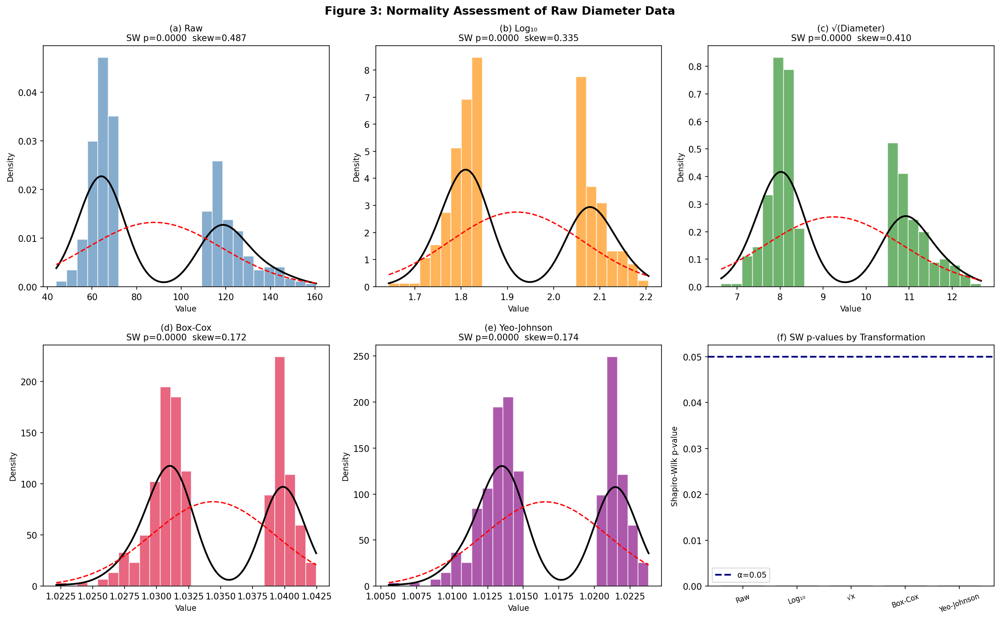 Figure 3: Normality Assessment of Raw Diameter Data
(a) Raw
SW p=0.0000  skew=0.487
Density
0.04
0.03
0.02
0.01
0.00
40 60 80 100 120 140 160
Value
(b) Log₁₀
SW p=0.0000  skew=0.335
Density
8
7
6
5
4
3
2
1
0
1.7 1.8 1.9 2.0 2.1 2.2
Value
(c) √(Diameter)
SW p=0.0000  skew=0.410
Density
0.8
0.7
0.6
0.5
0.4
0.3
0.2
0.1
0.0
7 8 9 10 11 12
Value
(d) Box-Cox
SW p=0.0000  skew=0.172
Density
200
150
100
50
0
1.0225 1.0250 1.0275 1.0300 1.0325 1.0350 1.0375 1.0400 1.0425
Value
(e) Yeo-Johnson
SW p=0.0000  skew=0.174
Density
250
200
150
100
50
0
1.0050 1.0075 1.0100 1.0125 1.0150 1.0175 1.0200 1.0225
Value
(f) SW p-values by Transformation
Shapiro-Wilk p-value
0.05
0.04
0.03
0.02
0.01
0.00
α=0.05
Raw Log₁₀ √x Box-Cox Yeo-Johnson